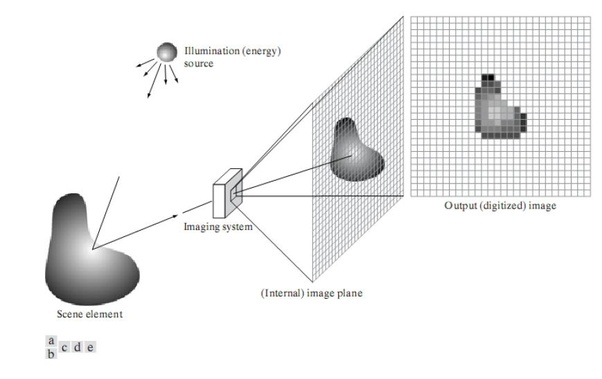 Illumination (energy)
source
Output (digitized) image
Imaging system
(Internal) image plane
Scene element
a
b c d e